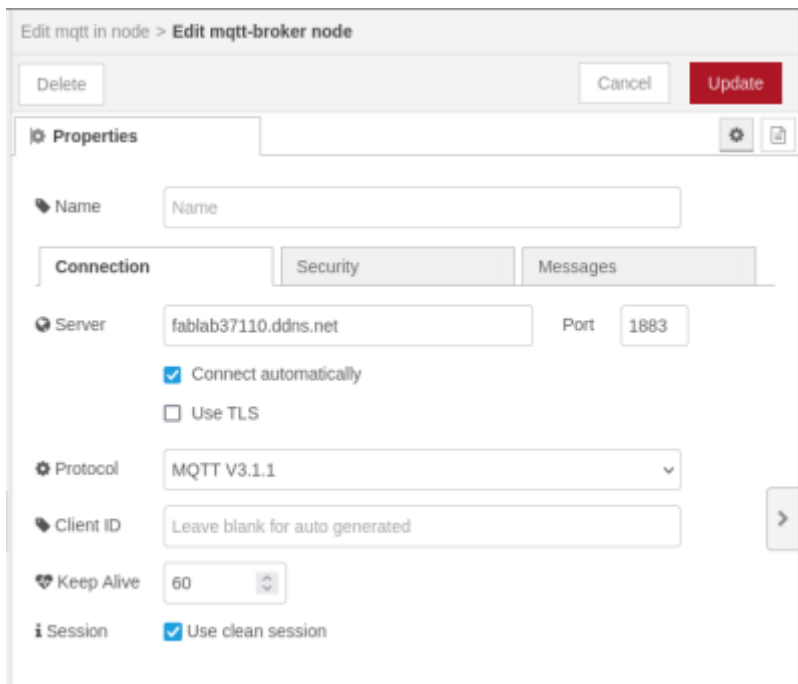 Edit mqtt in node > Edit mqtt-broker node
Delete Cancel Update
Properties
Name Name
Connection Security Messages
Server fablab37110.ddns.net Port 1883
Connect automatically
Use TLS
Protocol MQTT V3.1.1
Client ID Leave blank for auto generated
Keep Alive 60
Session Use clean session